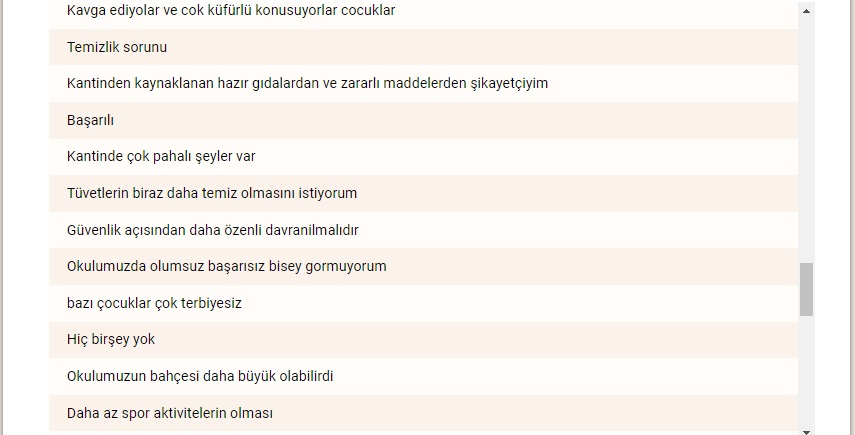 Kavga ediyolar ve cok küfürlü konusuyorlar cocuklar
Temizlik sorunu
Kantinden kaynaklanan hazır gıdalardan ve zararlı maddelerden şikayetçiyim
Başarılı
Kantinde çok pahalı şeyler var
Tüvetlerin biraz daha temiz olmasını istiyorum
Güvenlik açısından daha özenli davranilmalıdır
Okulumuzda olumsuz başarısız bisey gormuyorum
bazı çocuklar çok terbiyesiz
Hiç birşey yok
Okulumuzun bahçesi daha büyük olabilirdi
Daha az spor aktivitelerin olması